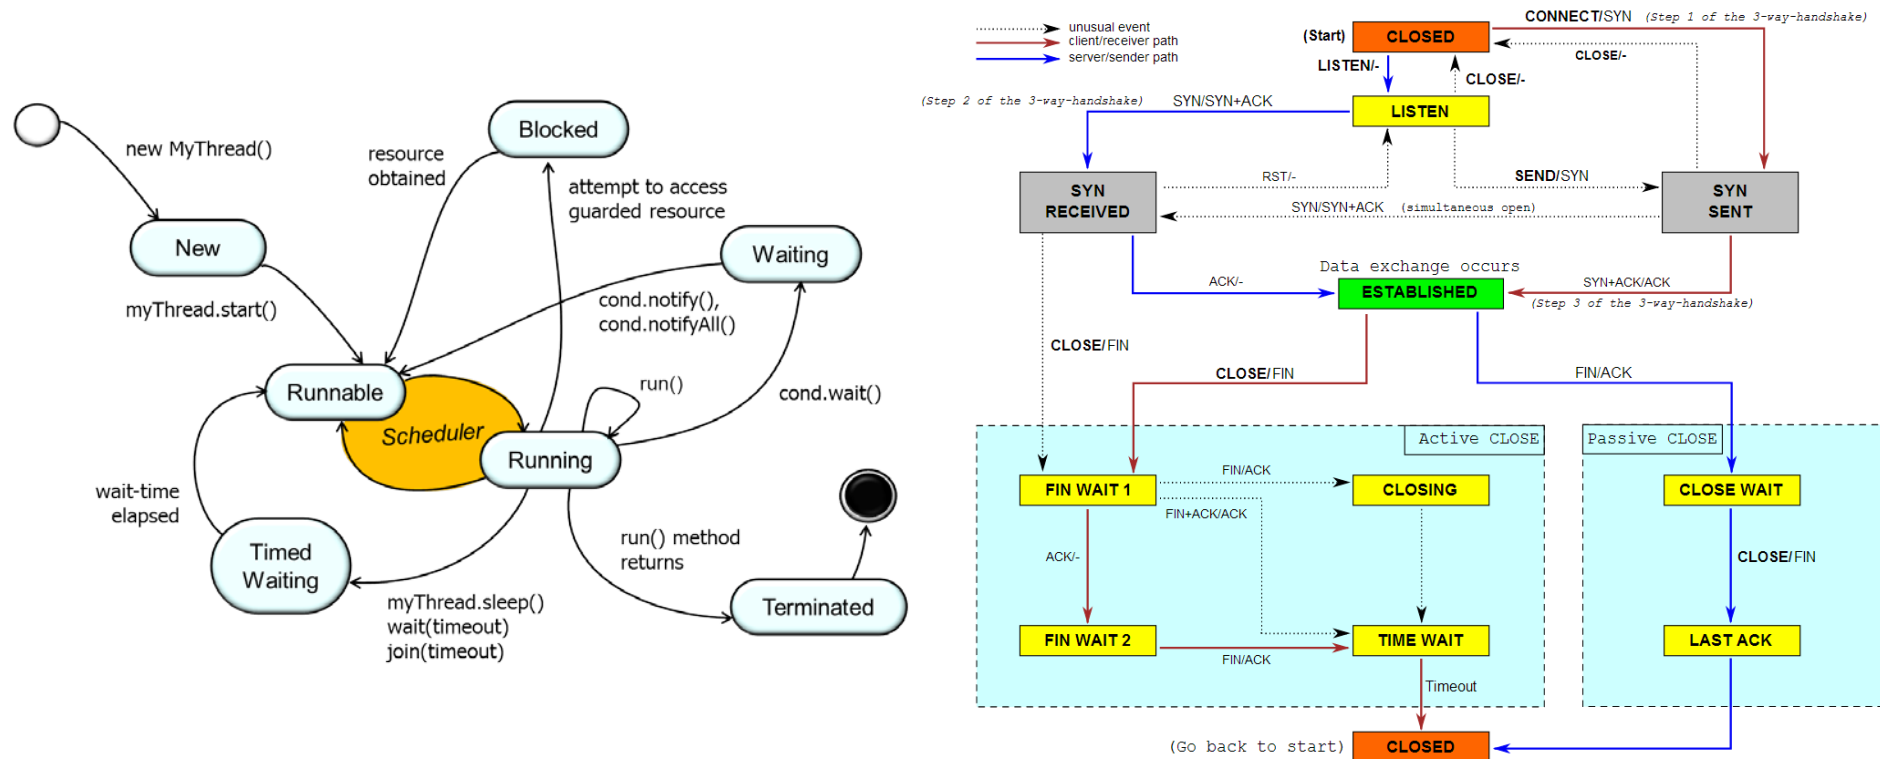 Blocked
new MyThread()
resource
obtained
attempt to access
guarded resource
New
Waiting
myThread.start()
cond.notify(),
cond.notifyAll()
Runnable
run()
cond.wait()
Scheduler
Running
wait-time
elapsed
Timed
Waiting
run() method
returns
myThread.sleep()
wait(timeout)
join(timeout)
Terminated
unusual event
client/receiver path
server/sender path
(Start)
CLOSED
CONNECT/SYN (Step 1 of the 3-way-handshake)
LISTEN/-
CLOSE/-
CLOSE/-
(Step 2 of the 3-way-handshake)
SYN/SYN+ACK
LISTEN
RST/-
SEND/SYN
SYN
RECEIVED
SYN
SENT
SYN/SYN+ACK (simultaneous open)
Data exchange occurs
ACK/-
ESTABLISHED
SYN+ACK/ACK
(Step 3 of the 3-way-handshake)
CLOSE/FIN
CLOSE/FIN
FIN/ACK
Active CLOSE
Passive CLOSE
FIN WAIT 1
FIN/ACK
CLOSING
CLOSE WAIT
FIN+ACK/ACK
ACK/-
CLOSE/FIN
FIN WAIT 2
FIN/ACK
TIME WAIT
LAST ACK
Timeout
(Go back to start)
CLOSED